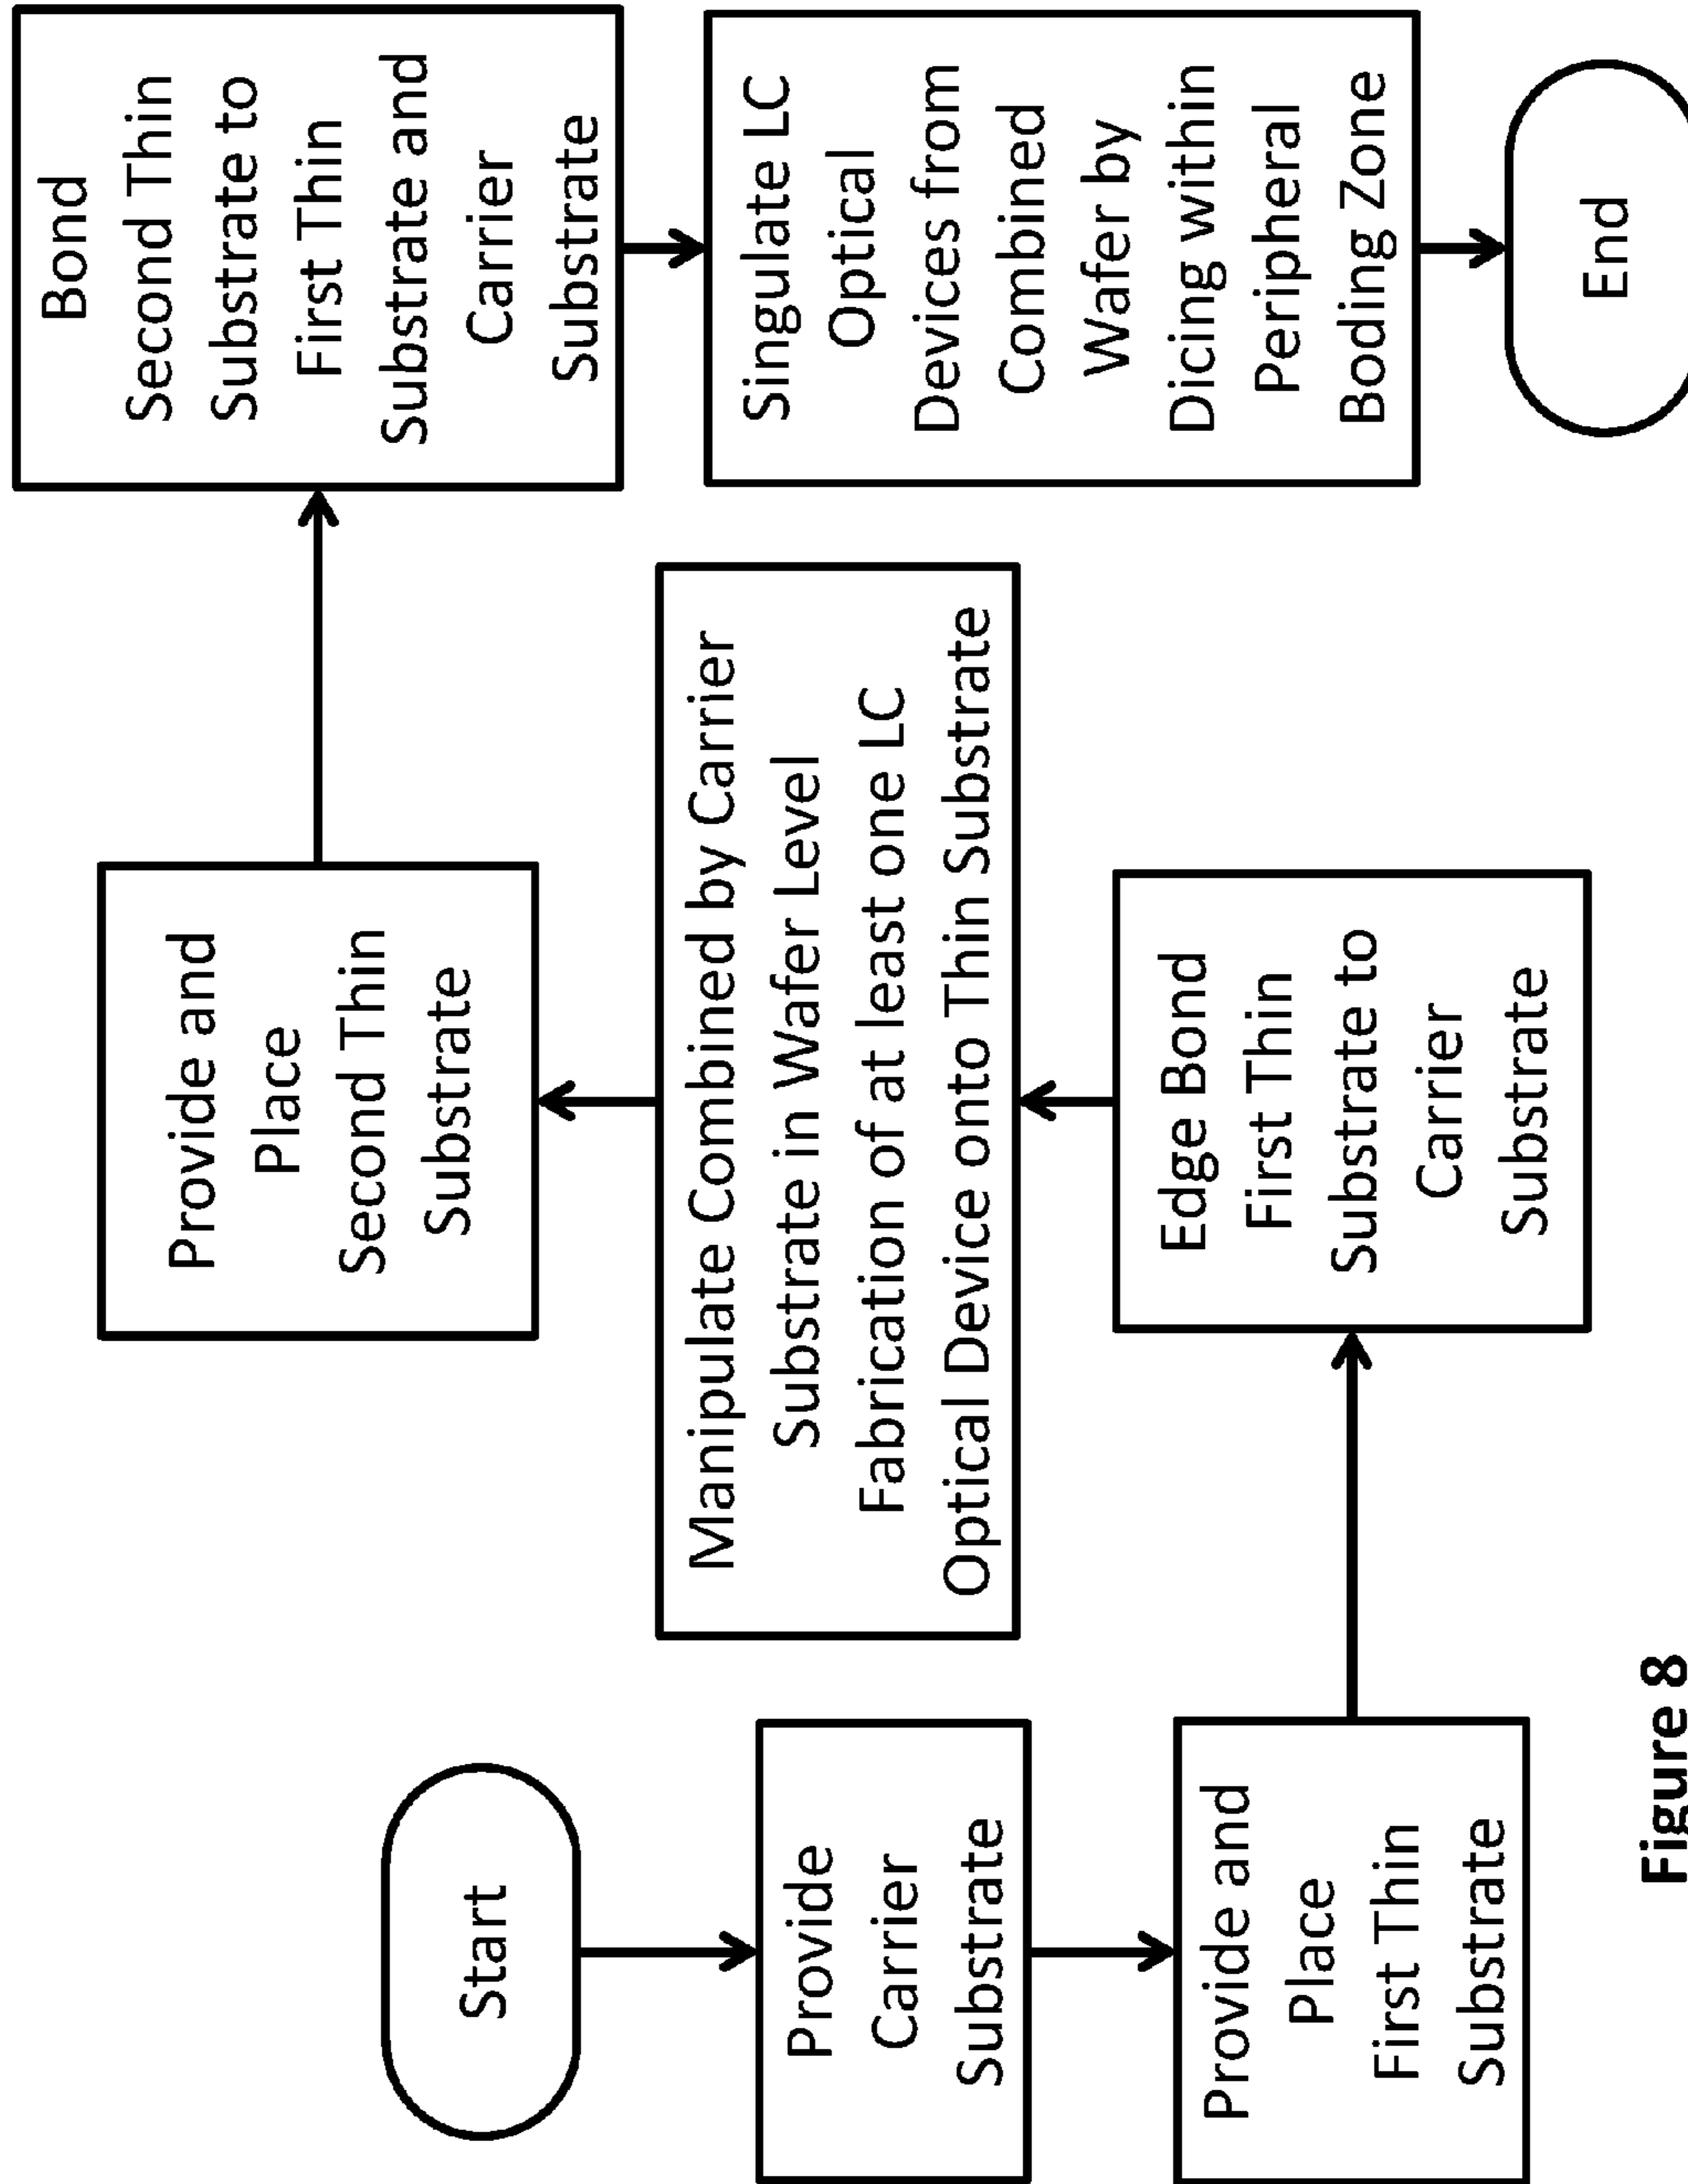 Start
Provide
Carrier
Substrate
Provide and
Place
First Thin
Substrate
Edge Bond
First Thin
Substrate to
Carrier
Substrate
Manipulate Combined by Carrier
Substrate in Wafer Level
Fabrication of at least one LC
Optical Device onto Thin Substrate
Provide and
Place
Second Thin
Substrate
Bond
Second Thin
Substrate to
First Thin
Substrate and
Carrier
Substrate
Singulate LC
Optical
Devices from
Combined
Wafer by
Dicing within
Peripheral
Boding Zone
End
Figure 8